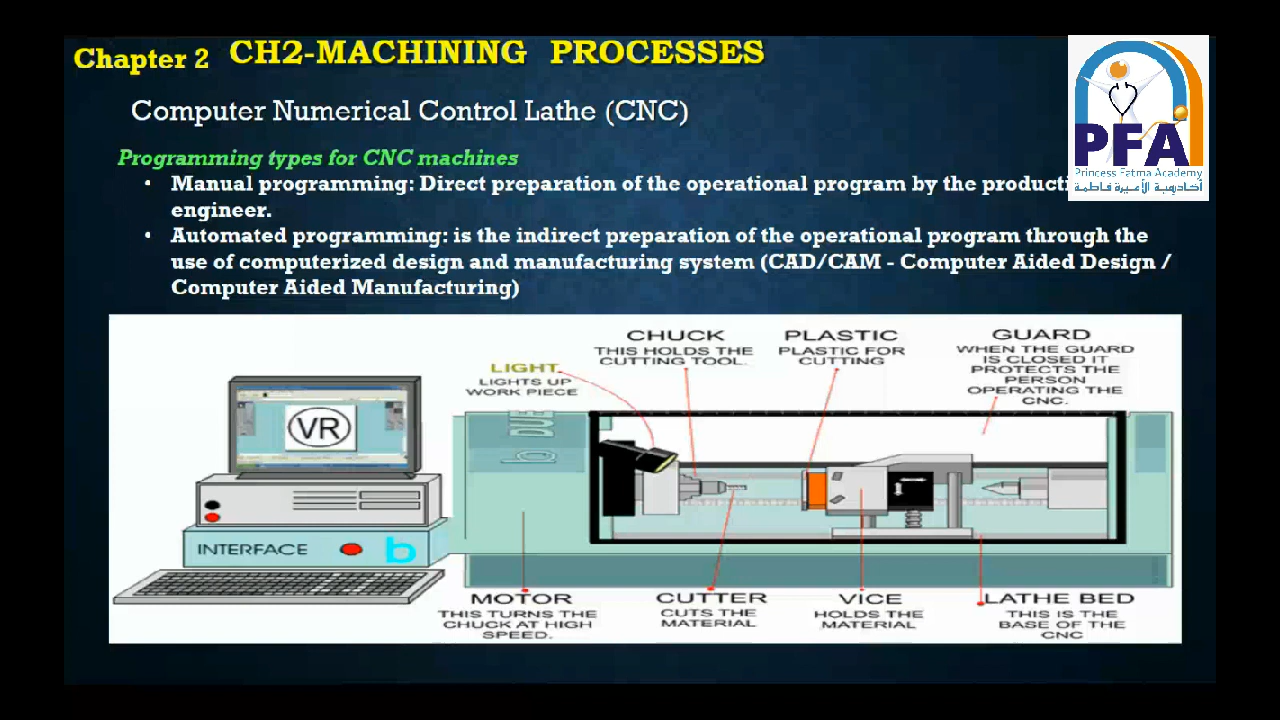 Chapter 2 CH2-MACHINING PROCESSES
Computer Numerical Control Lathe (CNC)
Programming types for CNC machines
• Manual programming: Direct preparation of the operational program by the producti
engineer.
• Automated programming: is the indirect preparation of the operational program through the
use of computerized design and manufacturing system (CAD/CAM - Computer Aided Design /
Computer Aided Manufacturing)
PFA
Princess Fatma Academy
أكاديمية الأميرة فاطمة
LIGHT
LIGHTS UP
WORK PIECE
CHUCK
THIS HOLDS THE
CUTTING TOOL.
PLASTIC
PLASTIC FOR
CUTTING
GUARD
WHEN THE GUARD
IS CLOSED IT
PROTECTS THE
PERSON
OPERATING THE
CNC.
VR
INTERFACE
b
b
MOTOR
THIS TURNS THE
CHUCK AT HIGH
SPEED.
CUTTER
CUTS THE
MATERIAL
VICE
HOLDS THE
MATERIAL
LATHE BED
THIS IS THE
BASE OF THE
CNC